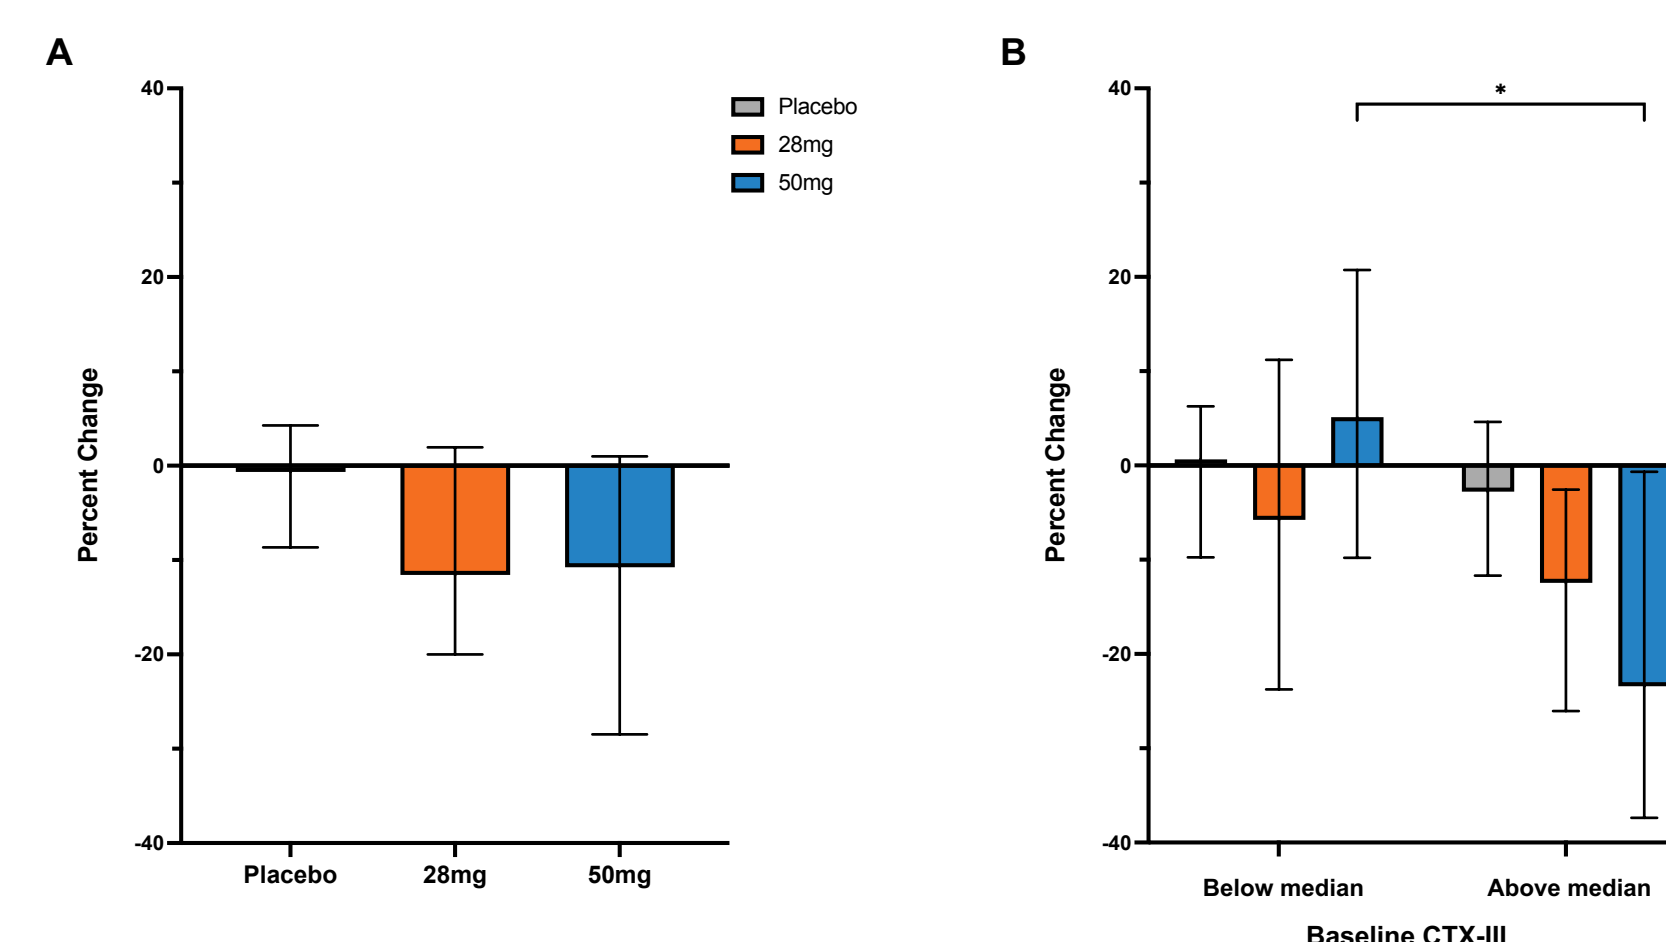 A
40
20
0
-20
-40
Percent Change
Placebo
28mg
50mg
Placebo
28mg
50mg
B
*
40
20
0
-20
-40
Percent Change
Below median
Above median
Baseline CTX-III